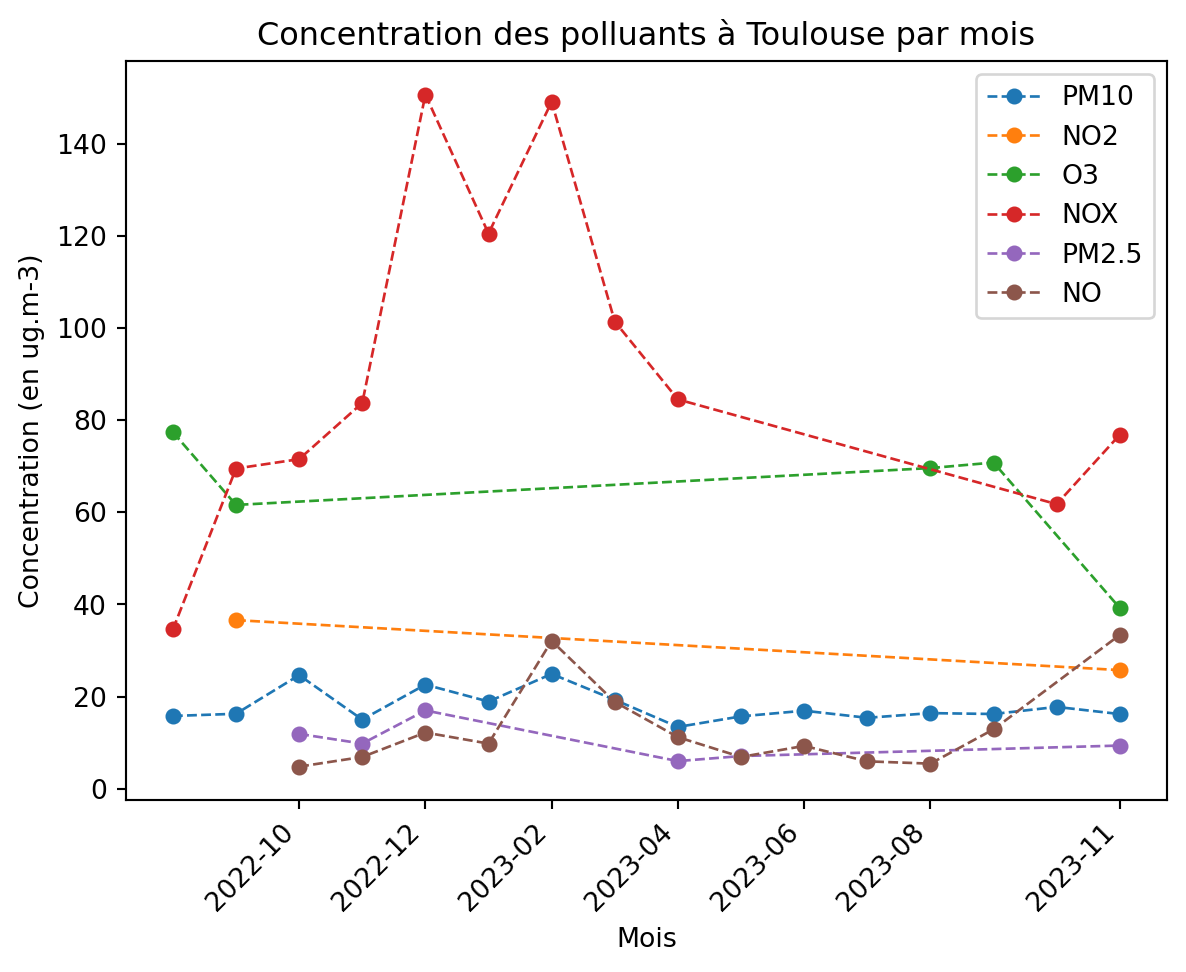 Concentration des polluants à Toulouse par mois
PM10
NO2
O3
NOX
PM2.5
NO
Concentration (en ug.m-3)
140
120
100
80
60
40
20
0
2022-10
2022-12
2023-02
2023-04
2023-06
2023-08
2023-11
Mois